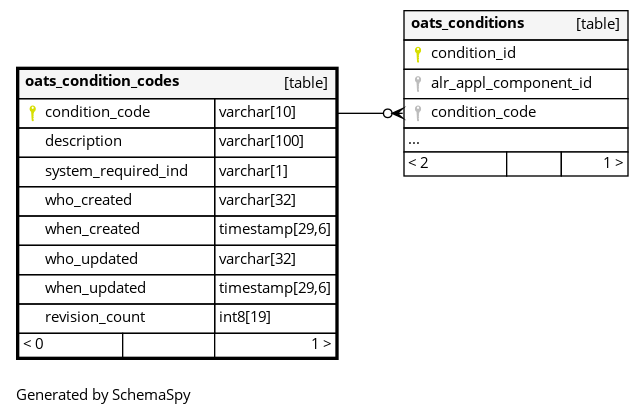 oats_condition_codes [table]
condition_code varchar[10]
description varchar[100]
system_required_ind varchar[1]
who_created varchar[32]
when_created timestamp[29,6]
who_updated varchar[32]
when_updated timestamp[29,6]
revision_count int8[19]
< 0 1 >
oats_conditions [table]
condition_id
alr_appl_component_id
condition_code
...
< 2 1 >
Generated by SchemaSpy